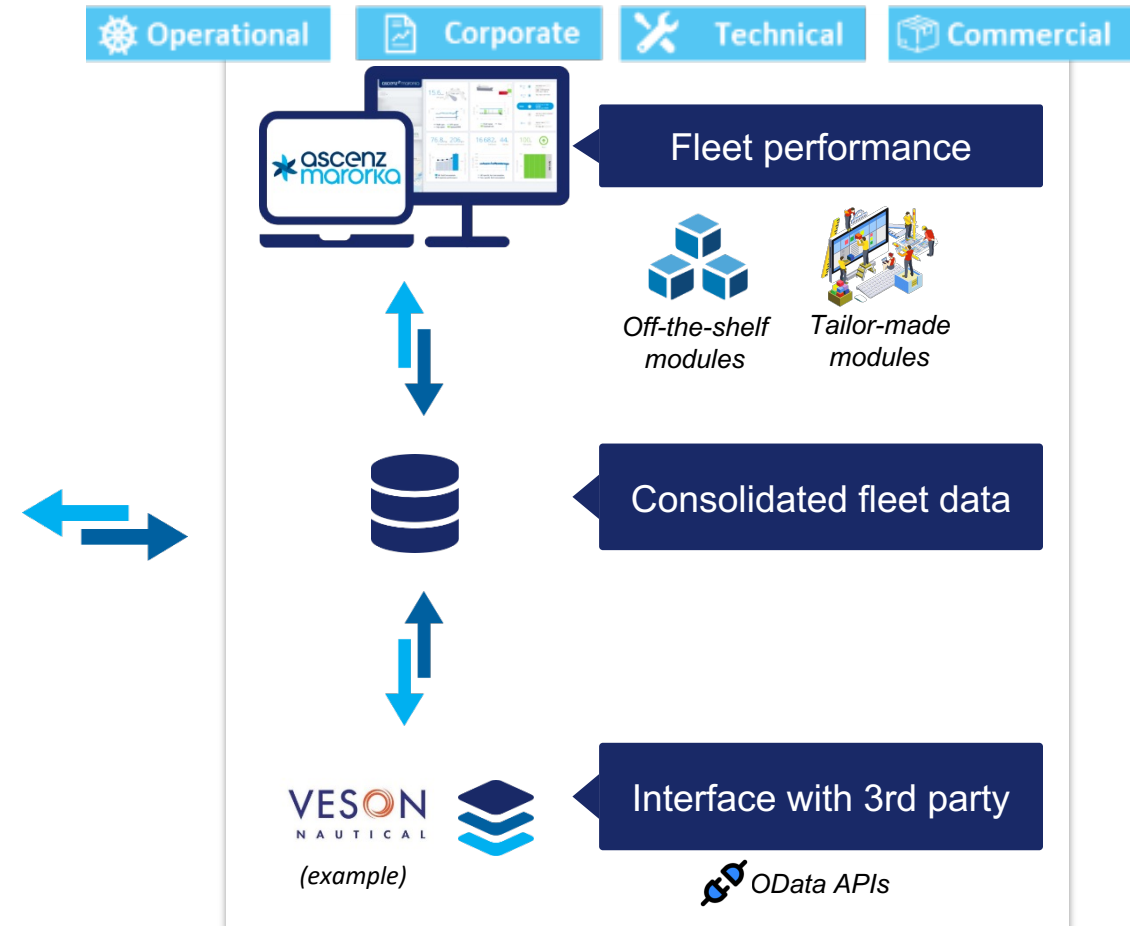 Operational
Corporate
Technical
Commercial
ascenz
marorka
Fleet performance
Off-the-shelf
modules
Tailor-made
modules
Consolidated fleet data
VESON
NAUTICAL
(example)
Interface with 3rd party
OData APIs